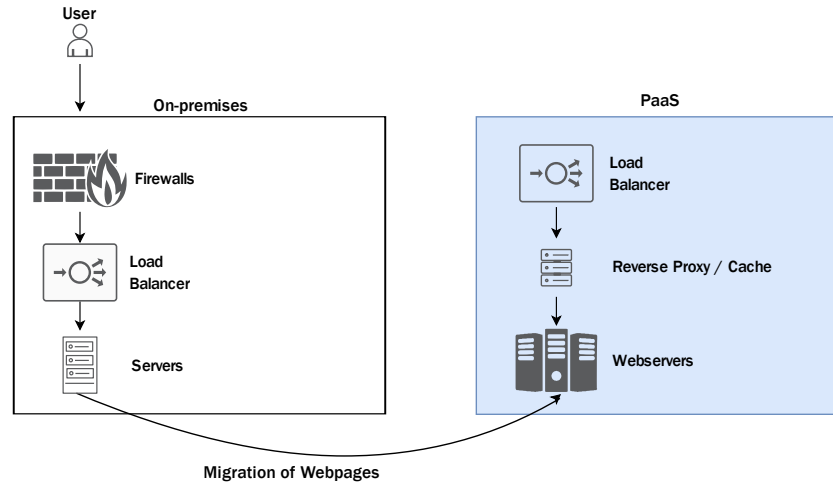 User
On-premises
Firewalls
Load
Balancer
Servers
PaaS
Load
Balancer
Reverse Proxy / Cache
Webservers
Migration of Webpages